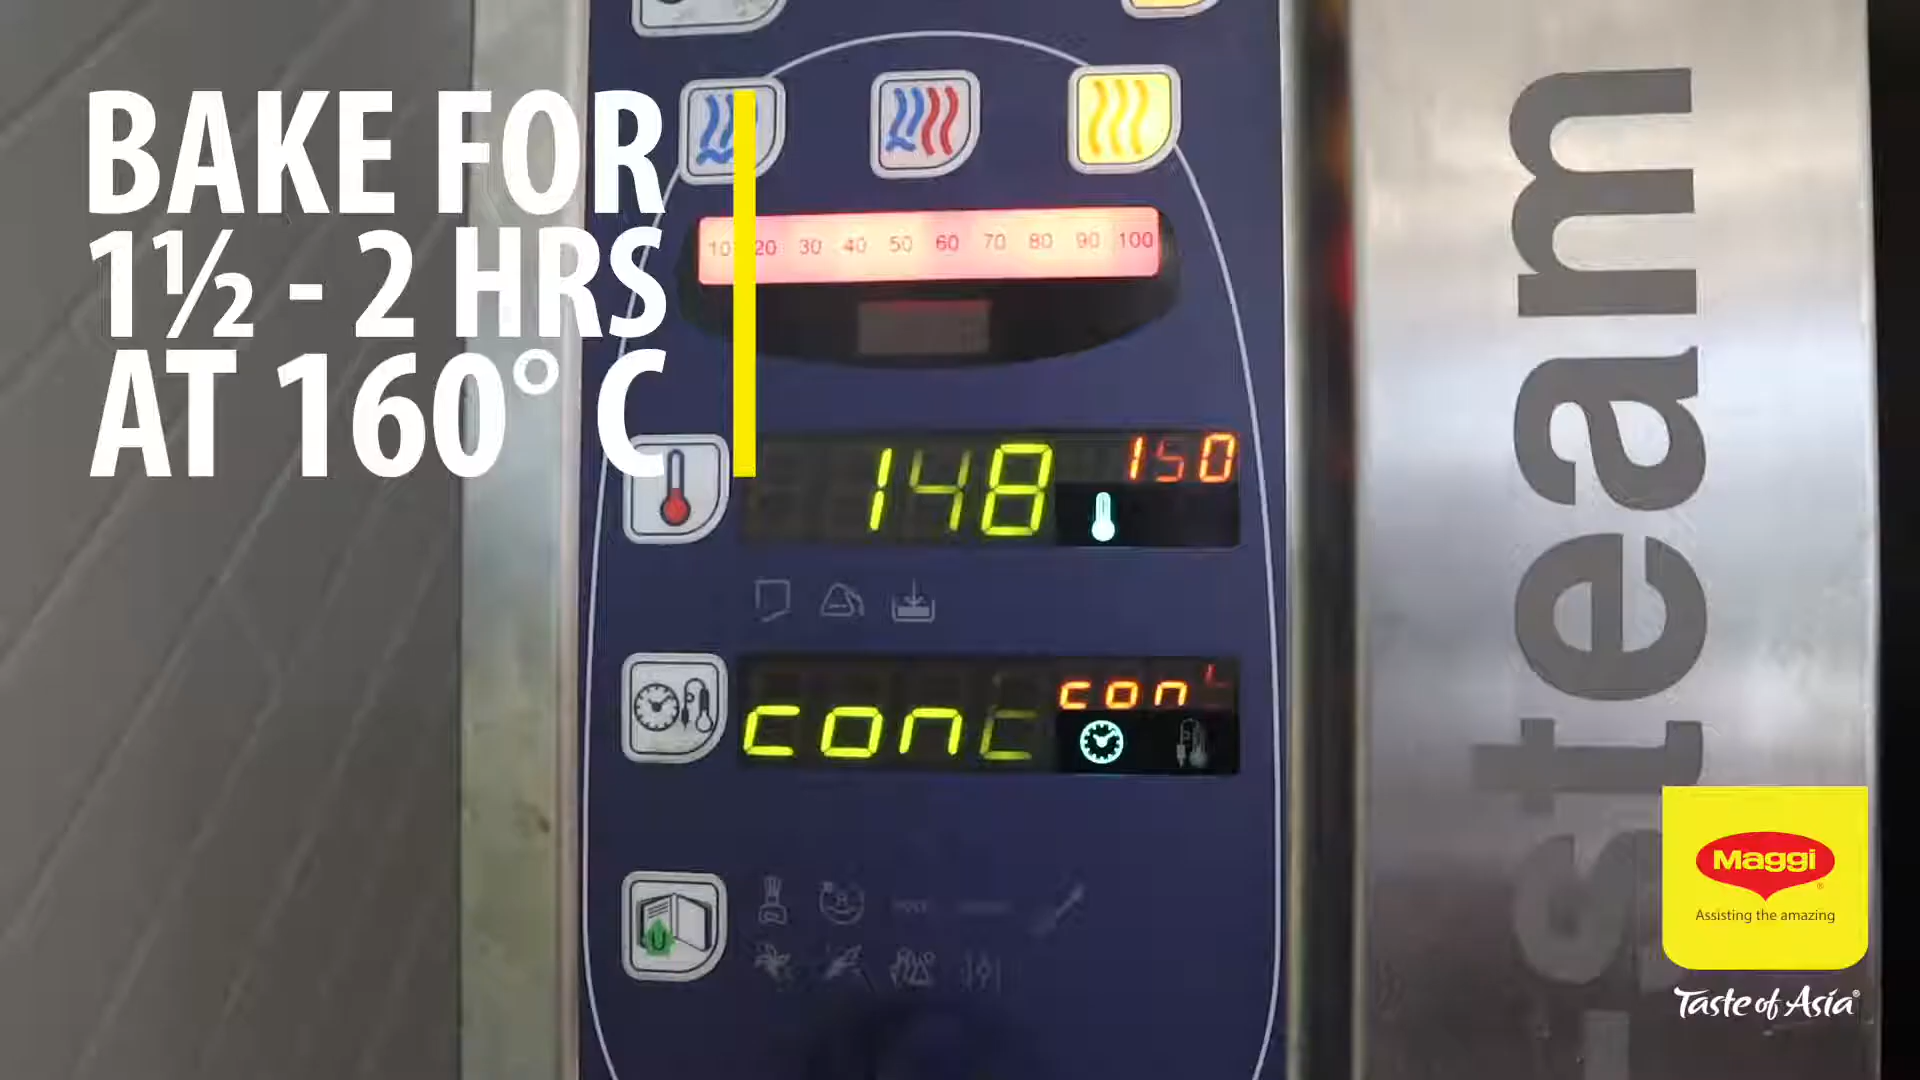 BAKE FOR
1½ - 2 HRS
AT 160° C
10 20 30 40 50 60 70 80 90 100
148
150
cont
con
steam
Maggi®
Assisting the amazing
Taste of Asia®